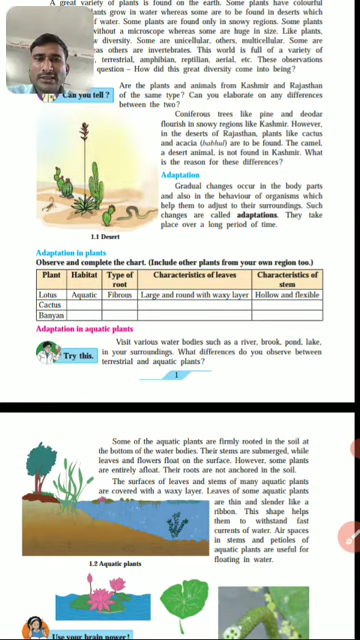 A great variety of plants is found on the earth. Some plants have colourful
ants grow in water whereas some are to be found in deserts which
f water. Some plants are found only in snowy regions. Some plants
ithout a microscope whereas some are huge in size. Like plants,
w diversity. Some are unicellular, others, multicellular. Some are
eas others are invertebrates. This world is full of a variety of
, terrestrial, amphibian, reptilian, aerial, etc. These observations
question – How did this great diversity come into being?
Can you tell ?
Are the plants and animals from Kashmir and Rajasthan
of the same type? Can you elaborate on any differences
between the two?
Coniferous trees like pine and deodar
flourish in snowy regions like Kashmir. However,
in the deserts of Rajasthan, plants like cactus
and acacia (babhul) are to be found. The camel,
a desert animal, is not found in Kashmir. What
is the reason for these differences?
Adaptation
Gradual changes occur in the body parts
and also in the behaviour of organisms which
help them to adjust to their surroundings. Such
changes are called adaptations. They take
place over a long period of time.
1.1 Desert
Adaptation in plants
Observe and complete the chart. (Include other plants from your own region too.)
Plant Habitat Type of root Characteristics of leaves Characteristics of stem
Lotus Aquatic Fibrous Large and round with waxy layer Hollow and flexible
Cactus
Banyan
Adaptation in aquatic plants
Try this.
Visit various water bodies such as a river, brook, pond, lake,
in your surroundings. What differences do you observe between
terrestrial and aquatic plants?
1
Some of the aquatic plants are firmly rooted in the soil at
the bottom of the water bodies. Their stems are submerged, while
leaves and flowers float on the surface. However, some plants
are entirely afloat. Their roots are not anchored in the soil.
The surfaces of leaves and stems of many aquatic plants
are covered with a waxy layer. Leaves of some aquatic plants
are thin and slender like a
ribbon. This shape helps
them to withstand fast
currents of water. Air spaces
in stems and petioles of
aquatic plants are useful for
floating in water.
1.2 Aquatic plants
Use your brain power!